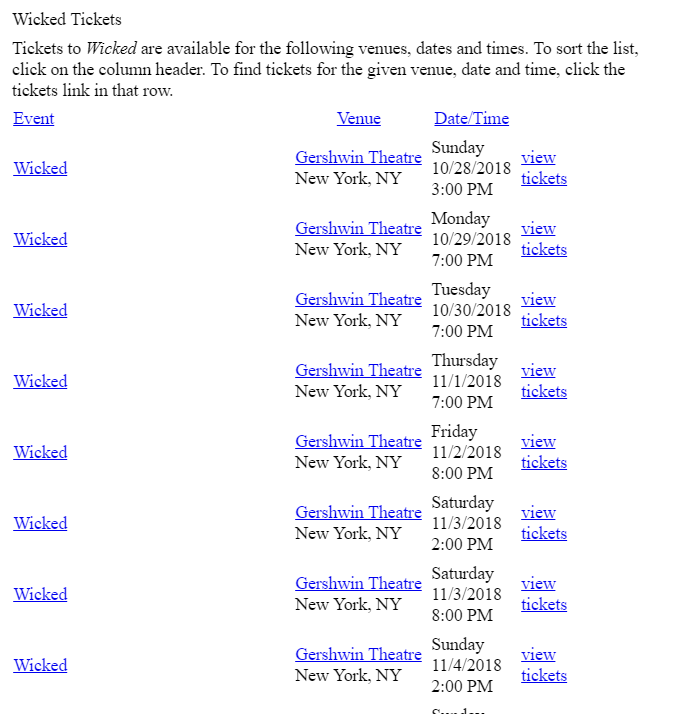 Wicked Tickets
Tickets to Wicked are available for the following venues, dates and times. To sort the list,
click on the column header. To find tickets for the given venue, date and time, click the
tickets link in that row.
Event Venue Date/Time
Wicked
Gershwin Theatre
New York, NY
Sunday
10/28/2018
3:00 PM
view
tickets
Wicked
Gershwin Theatre
New York, NY
Monday
10/29/2018
7:00 PM
view
tickets
Wicked
Gershwin Theatre
New York, NY
Tuesday
10/30/2018
7:00 PM
view
tickets
Wicked
Gershwin Theatre
New York, NY
Thursday
11/1/2018
7:00 PM
view
tickets
Wicked
Gershwin Theatre
New York, NY
Friday
11/2/2018
8:00 PM
view
tickets
Wicked
Gershwin Theatre
New York, NY
Saturday
11/3/2018
2:00 PM
view
tickets
Wicked
Gershwin Theatre
New York, NY
Saturday
11/3/2018
8:00 PM
view
tickets
Wicked
Gershwin Theatre
New York, NY
Sunday
11/4/2018
2:00 PM
view
tickets